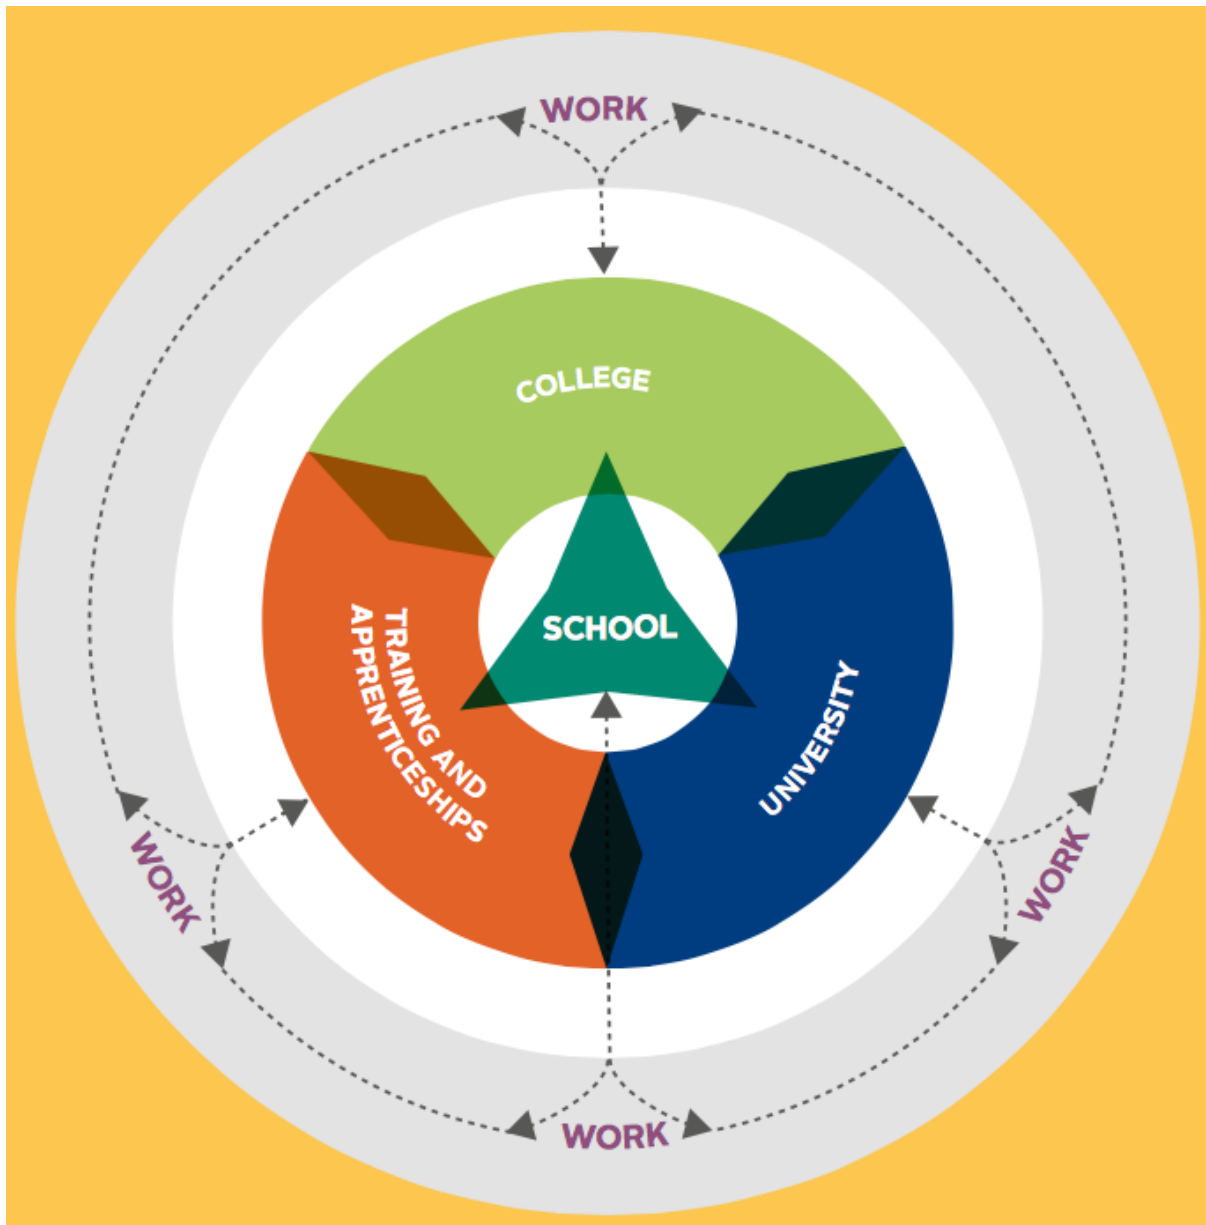 WORK
COLLEGE
SCHOOL
TRAINING AND
APPRENTICESHIPS
UNIVERSITY
WORK
WORK
WORK